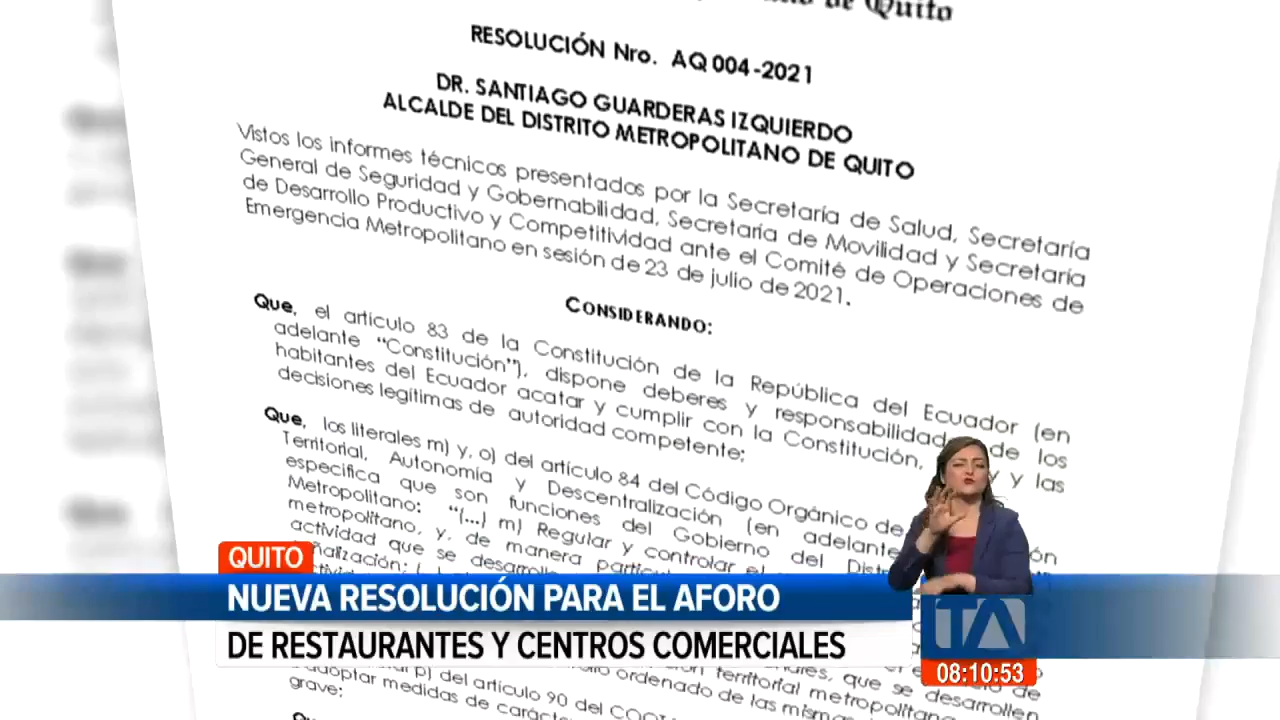 de Quito
RESOLUCIÓN Nro. AQ 004-2021
DR. SANTIAGO GUARDERAS IZQUIERDO
ALCALDE DEL DISTRITO METROPOLITANO DE QUITO
Vistos los informes técnicos presentados por la Secretaría de Salud, Secretaría
General de Seguridad y Gobernabilidad, Secretaría de Movilidad y Secretaría
de Desarrollo Productivo y Competitividad ante el Comité de Operaciones de
Emergencia Metropolitano en sesión de 23 de julio de 2021.
CONSIDERANDO:
Que, el artículo 83 de la Constitución de la República del Ecuador (en
adelante “Constitución”), dispone deberes y responsabilidades de los
habitantes del Ecuador acatar y cumplir con la Constitución, y las
decisiones legítimas de autoridad competente;
Que, los literales m) y, o) del artículo 84 del Código Orgánico de
Territorial, Autonomía y Descentralización (en adelante
especifica que son funciones del Gobierno del
Metropolitano: “(...) m) Regular y controlar el
metropolitano, y, de manera
actividad que se
QUITO
NUEVA RESOLUCIÓN PARA EL AFORO
DE RESTAURANTES Y CENTROS COMERCIALES
TA
08:10:53
que se desarrollen
territorial
ordenado de las
p) del artículo 90 del
adoptar medidas de
grave: